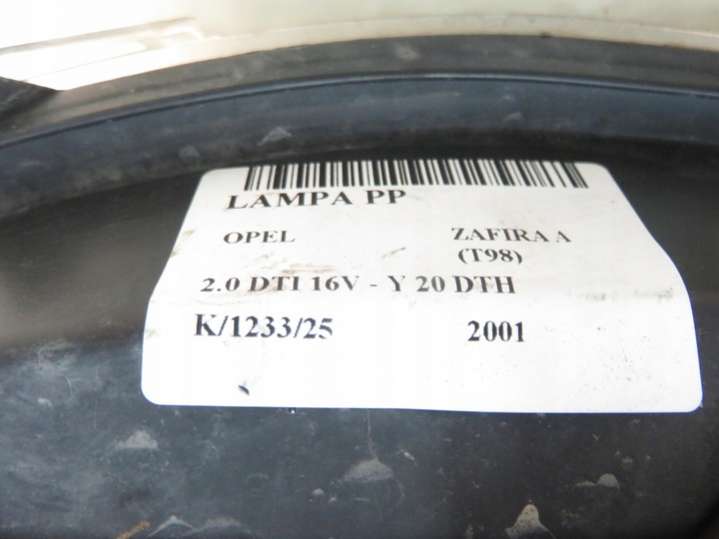 LAMPA PP
OPEL ZAFIRA A
(T98)
2.0 DTI 16V - Y 20 DTH
K/1233/25 2001